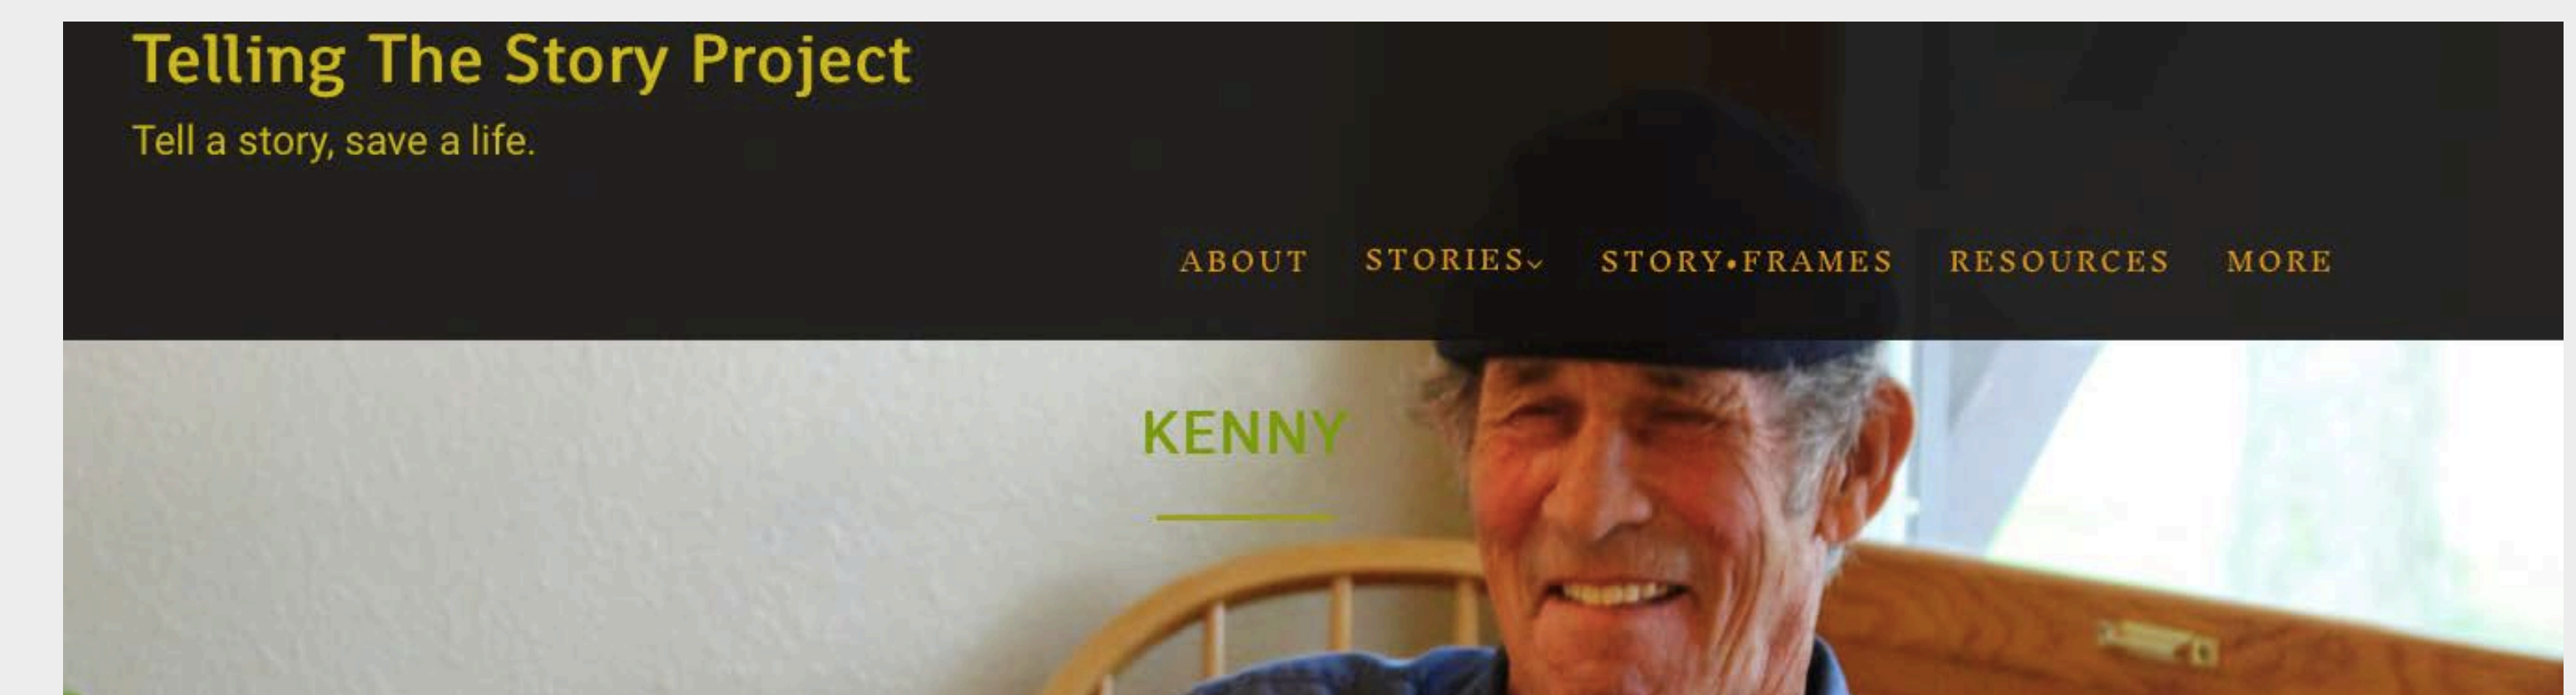 Telling The Story Project
Tell a story, save a life.
ABOUT STORIES STORY•FRAMES RESOURCES MORE
KENNY